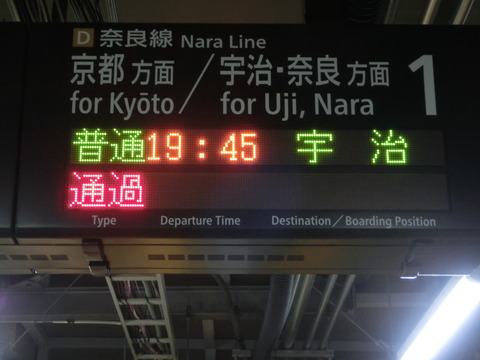 D 奈良線 Nara Line
京都方面／宇治・奈良方面 1
for Kyōto for Uji, Nara
普通 19:45 宇治
通過
Type Departure Time Destination／Boarding Position